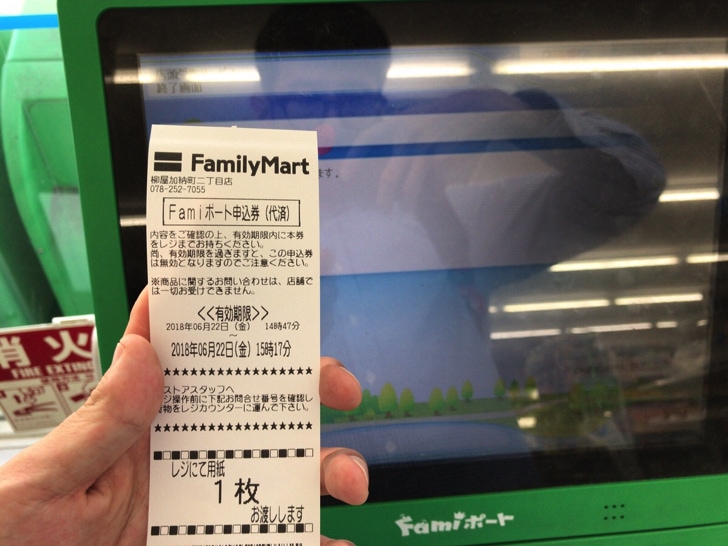 終了画面
ます。
FamilyMart
柳屋加納町二丁目店
078-252-7055
Famiポート申込券（代済）
内容をご確認の上、有効期限内に本券
をレジまでお持ちください。
尚、有効期限を過ぎますと、この申込券
は無効となりますのでご注意ください。
※商品に関するお問い合わせは、店舗で
は一切お受けできません。
<<有効期限>>
2018年06月22日（金） 14時47分
～
2018年06月22日（金）15時17分
★★★★★★★★★★★★★★★★★★★★
ストアスタッフへ
ジ操作前に下記お問合せ番号を確認し
貨物をレジカウンターに運んで下さい。
★★★★★★★★★★★★★★★★★★★★
レジにて用紙
1枚
お渡しします
消火
FIRE EXTING
Famiポート